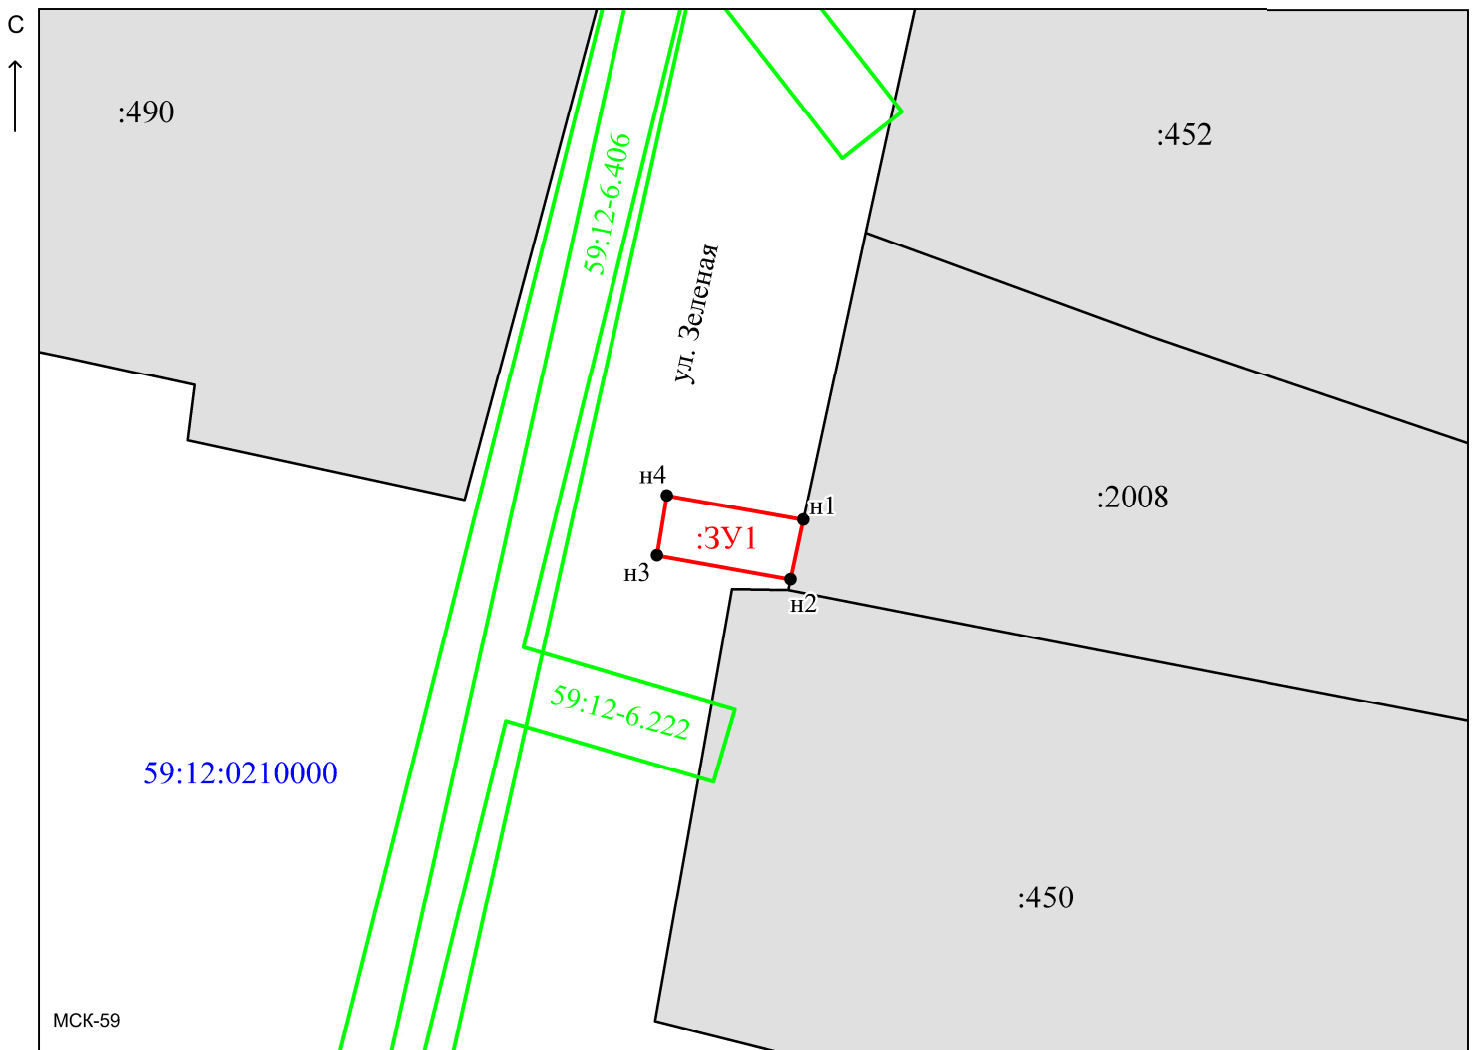 С
:490
:452
59:12-6.406
ул. Зеленая
н4
:2008
н1
:ЗУ1
н3
н2
59:12-6.222
59:12:0210000
:450
МСК-59